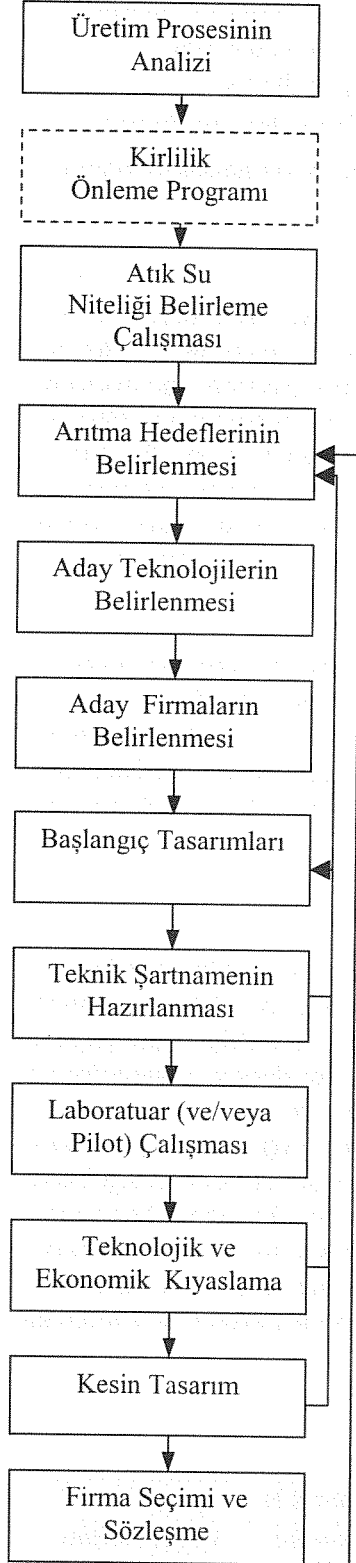 Üretim Prosesinin
Analizi
Kirlilik
Önleme Programı
Atık Su
Niteliği Belirleme
Çalışması
Arıtma Hedeflerinin
Belirlenmesi
Aday Teknolojilerin
Belirlenmesi
Aday Firmaların
Belirlenmesi
Başlangıç Tasarımları
Teknik Şartnamenin
Hazırlanması
Laboratuar (ve/veya
Pilot) Çalışması
Teknolojik ve
Ekonomik Kıyaslama
Kesin Tasarım
Firma Seçimi ve
Sözleşme